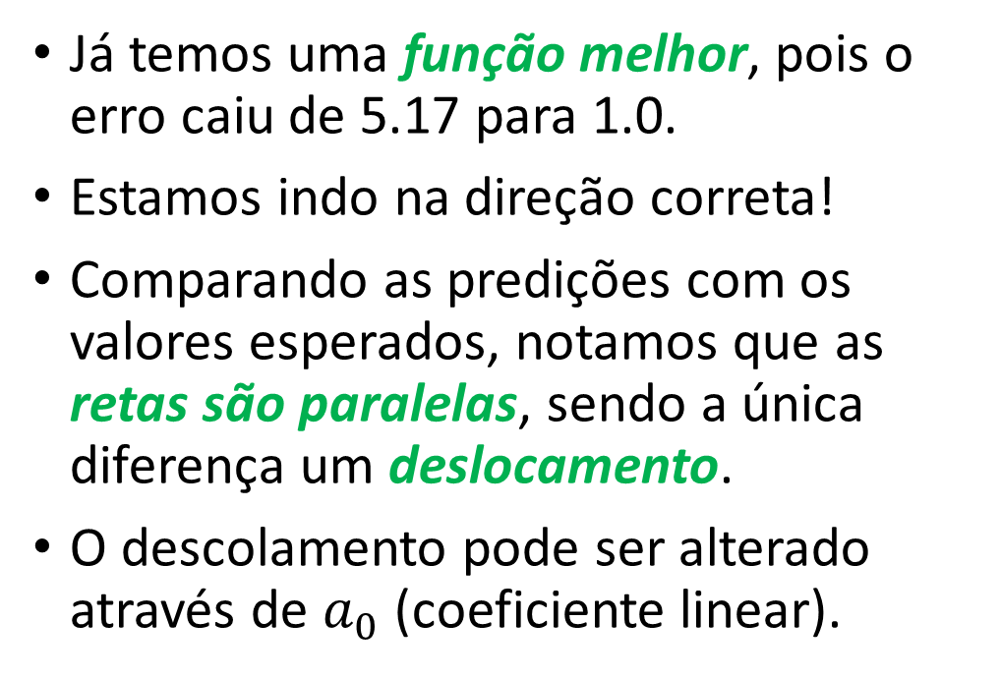 • Já temos uma função melhor, pois o
erro caiu de 5.17 para 1.0.
• Estamos indo na direção correta!
• Comparando as predições com os
valores esperados, notamos que as
retas são paralelas, sendo a única
diferença um deslocamento.
• O descolamento pode ser alterado
através de 𝑎₀ (coeficiente linear).